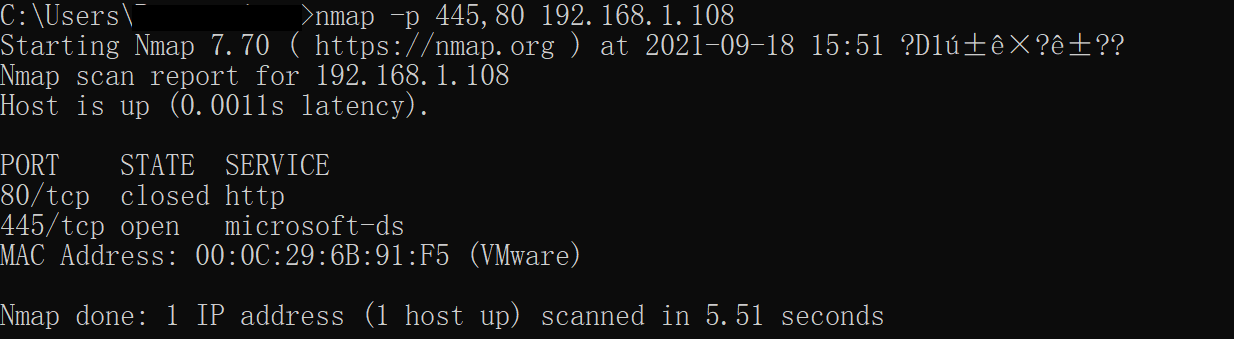 C:\Users\ >nmap -p 445,80 192.168.1.108
Starting Nmap 7.70 ( https://nmap.org ) at 2021-09-18 15:51 ?D1ú±ê×?ê±??
Nmap scan report for 192.168.1.108
Host is up (0.0011s latency).
PORT    STATE  SERVICE
80/tcp  closed http
445/tcp open   microsoft-ds
MAC Address: 00:0C:29:6B:91:F5 (VMware)
Nmap done: 1 IP address (1 host up) scanned in 5.51 seconds